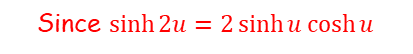 Since sinh 2u = 2 sinh u cosh u